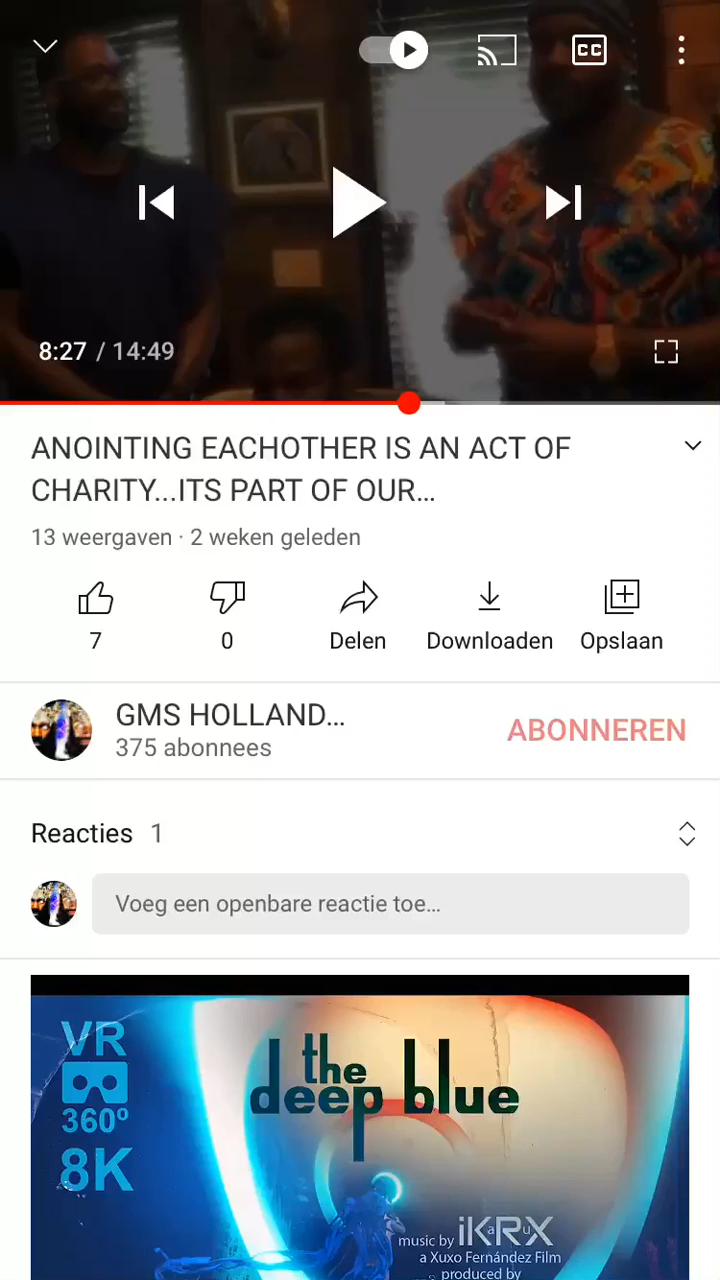 CC
8:27 / 14:49
ANOINTING EACHOTHER IS AN ACT OF
CHARITY...ITS PART OF OUR...
13 weergaven · 2 weken geleden
7
0
Delen
Downloaden
Opslaan
GMS HOLLAND...
375 abonnees
ABONNEREN
Reacties 1
Voeg een openbare reactie toe...
VR
360º
8K
the
deep blue
music by iKaRuX
a Xuxo Fernández Film
produced by